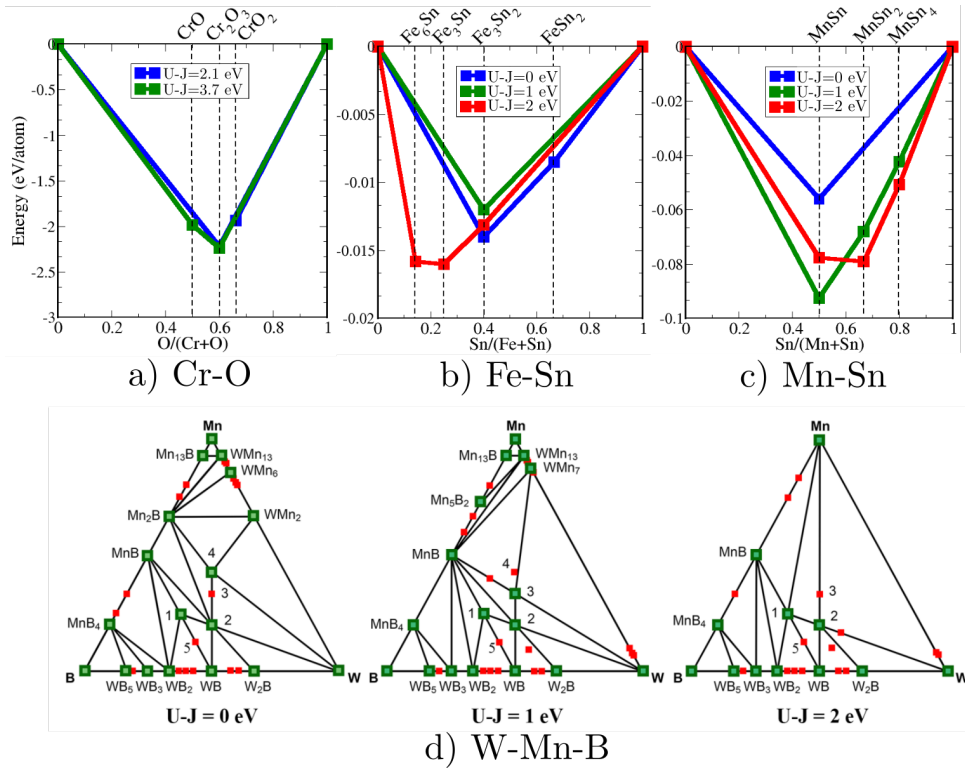 CrO Cr₂O₃ CrO₂
Fe₆Sn Fe₃Sn Fe₃Sn₂ FeSn₂
MnSn MnSn₂ MnSn₄
Energy (eV/atom)
0
-0.5
-1
-1.5
-2
-2.5
-3
U-J=2.1 eV
U-J=3.7 eV
0 0.2 0.4 0.6 0.8 1
O/(Cr+O)
0
-0.005
-0.01
-0.015
-0.02
U-J=0 eV
U-J=1 eV
U-J=2 eV
0 0.2 0.4 0.6 0.8 1
Sn/(Fe+Sn)
0
-0.02
-0.04
-0.06
-0.08
-0.1
U-J=0 eV
U-J=1 eV
U-J=2 eV
0 0.2 0.4 0.6 0.8 1
Sn/(Mn+Sn)
a) Cr-O
b) Fe-Sn
c) Mn-Sn
Mn
Mn₁₃B WMn₁₃
WMn₆
Mn₂B WMn₂
MnB 4
3
MnB₄ 1 2
5
B W
WB₅ WB₃ WB₂ WB W₂B
U-J = 0 eV
Mn
Mn₁₃B WMn₁₃
WMn₇
Mn₅B₂
MnB 4
3
MnB₄ 1 2
5
B W
WB₅ WB₃ WB₂ WB W₂B
U-J = 1 eV
Mn
MnB
3
MnB₄ 1 2
5
B W
WB₅ WB₃ WB₂ WB W₂B
U-J = 2 eV
d) W-Mn-B